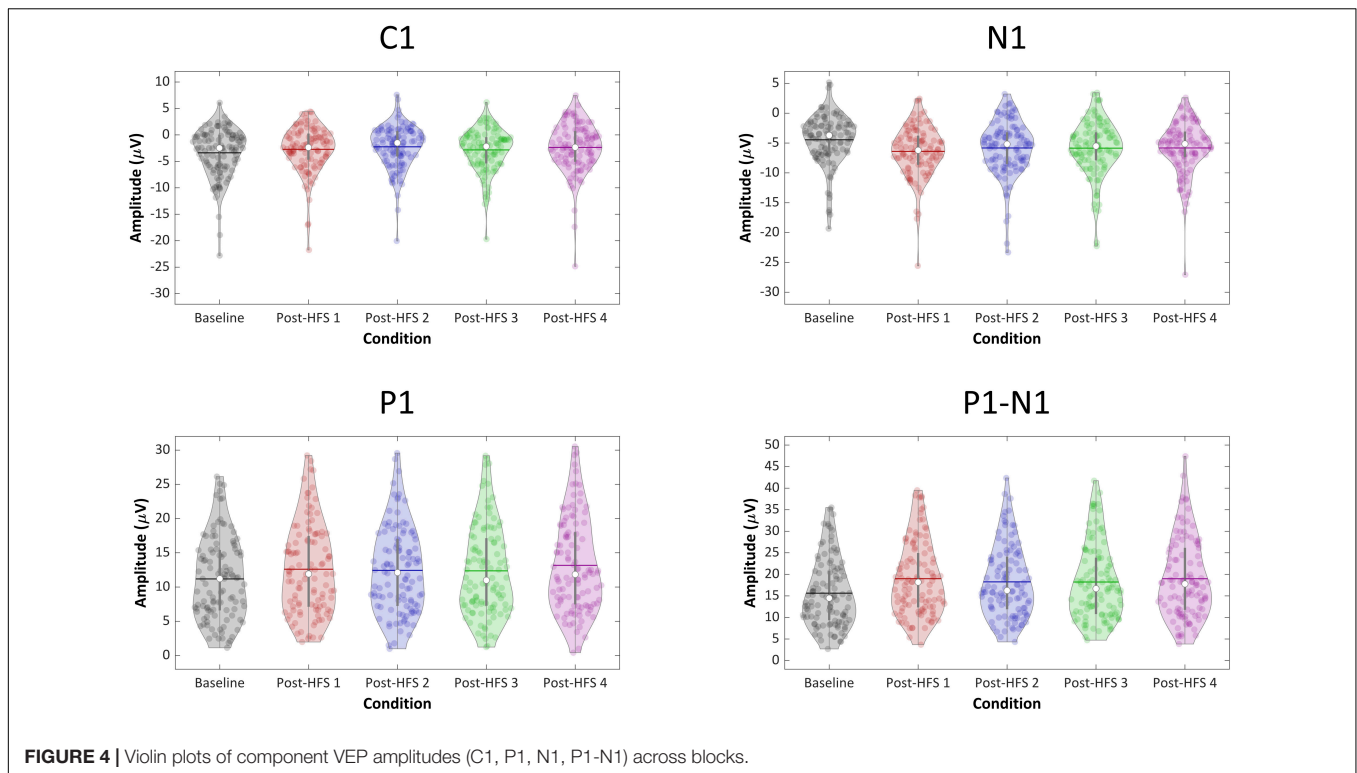 C1
Amplitude (μV)
10
5
0
-5
-10
-15
-20
-25
-30
Baseline Post-HFS 1 Post-HFS 2 Post-HFS 3 Post-HFS 4
Condition
N1
Amplitude (μV)
5
0
-5
-10
-15
-20
-25
-30
Baseline Post-HFS 1 Post-HFS 2 Post-HFS 3 Post-HFS 4
Condition
P1
Amplitude (μV)
30
25
20
15
10
5
0
Baseline Post-HFS 1 Post-HFS 2 Post-HFS 3 Post-HFS 4
Condition
P1-N1
Amplitude (μV)
50
45
40
35
30
25
20
15
10
5
0
Baseline Post-HFS 1 Post-HFS 2 Post-HFS 3 Post-HFS 4
Condition
FIGURE 4 | Violin plots of component VEP amplitudes (C1, P1, N1, P1-N1) across blocks.